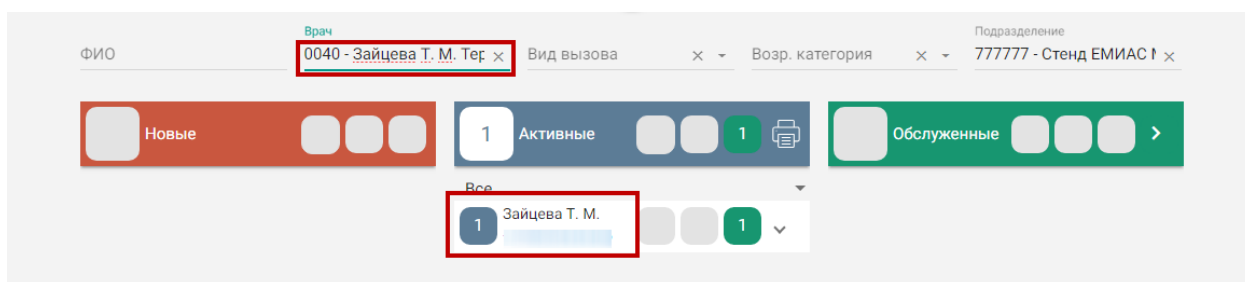 Врач Подразделение
ФИО 0040 - Зайцева Т. М. Тер × Вид вызова × Возр. категория × 777777 - Стенд ЕМИАС ×
Новые 1 Активные 1 Обслуженные
Все
Зайцева Т. М.
1 1